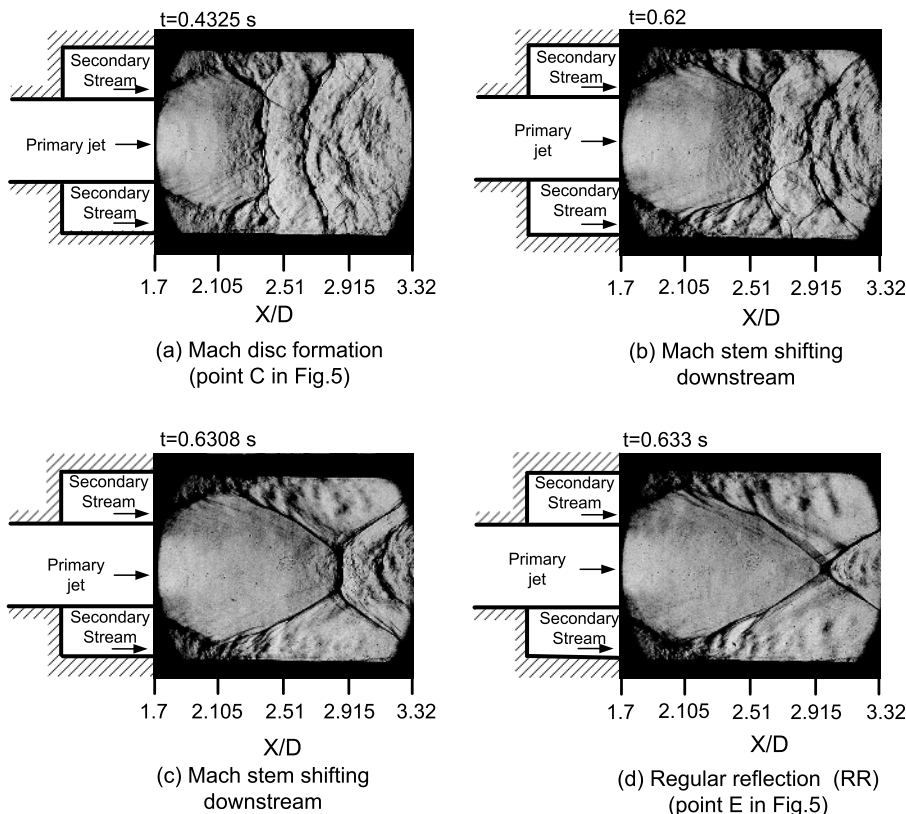 t=0.4325 s
Secondary
Stream
Primary jet
Secondary
Stream
1.7 2.105 2.51 2.915 3.32
X/D
(a) Mach disc formation
(point C in Fig.5)
t=0.62
Secondary
Stream
Primary
jet
Secondary
Stream
1.7 2.105 2.51 2.915 3.32
X/D
(b) Mach stem shifting
downstream
t=0.6308 s
Secondary
Stream
Primary
jet
Secondary
Stream
1.7 2.105 2.51 2.915 3.32
X/D
(c) Mach stem shifting
downstream
t=0.633 s
Secondary
Stream
Primary
jet
Secondary
Stream
1.7 2.105 2.51 2.915 3.32
X/D
(d) Regular reflection (RR)
(point E in Fig.5)